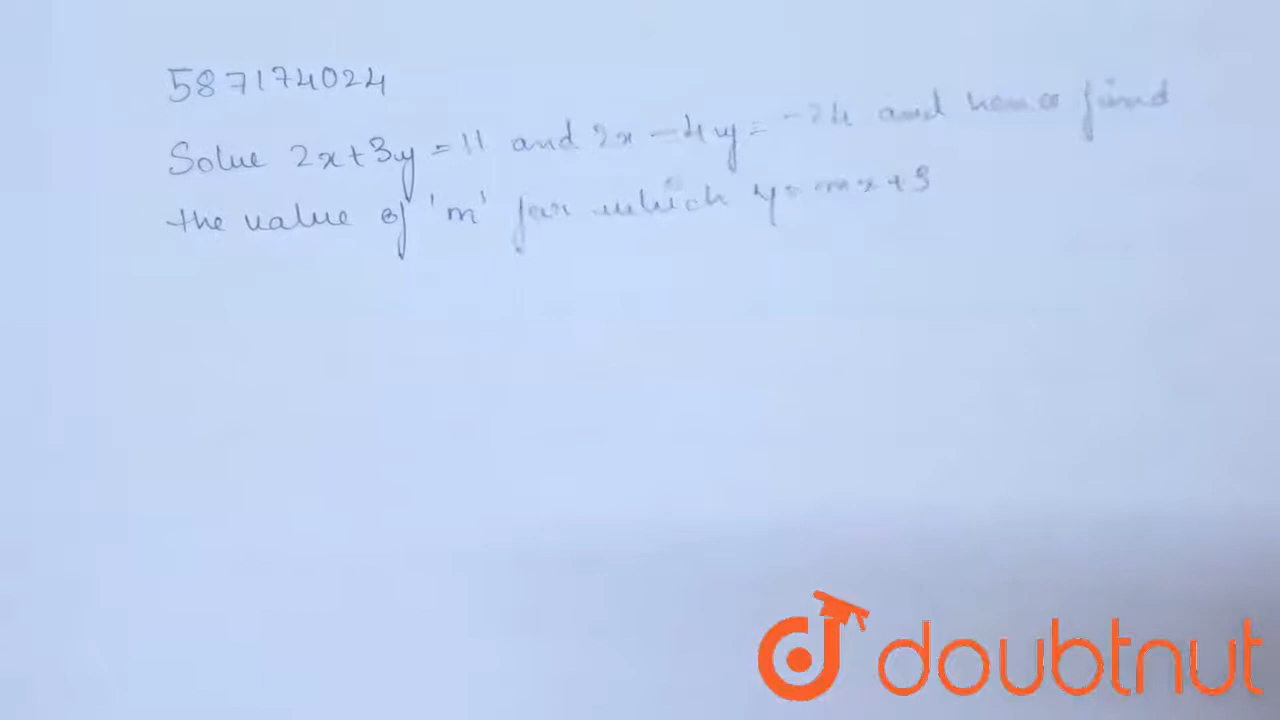 587174024
Solve 2x+3y=11 and 2x-4y=-24 and hence find
the value of 'm' for which y=mx+3
doubtnut